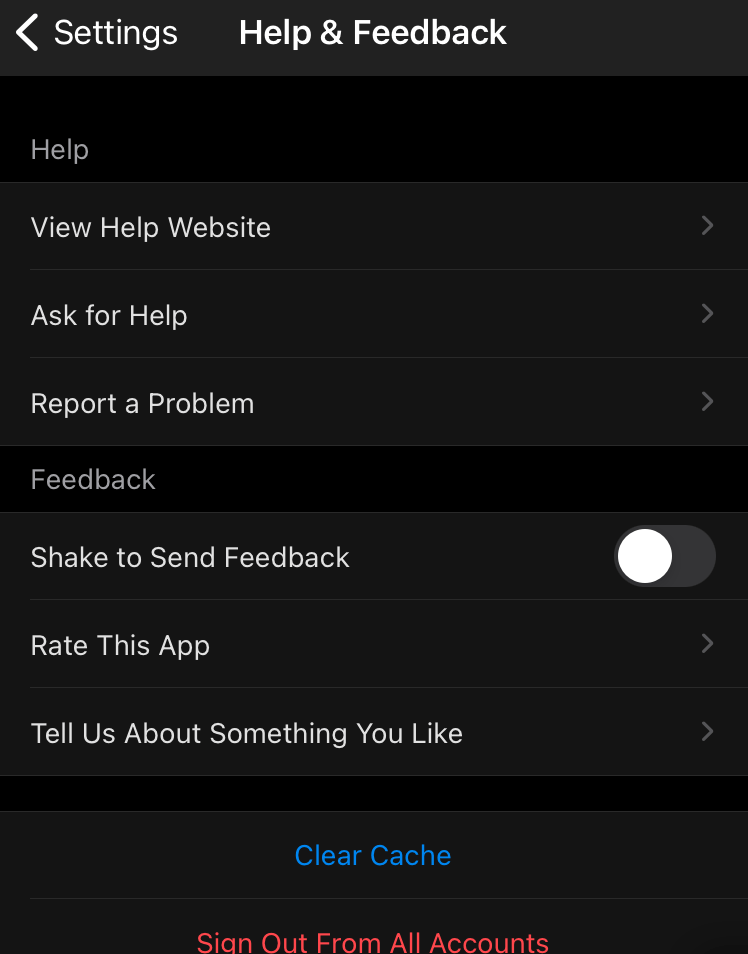 Settings
Help & Feedback
Help
View Help Website
Ask for Help
Report a Problem
Feedback
Shake to Send Feedback
Rate This App
Tell Us About Something You Like
Clear Cache
Sign Out From All Accounts